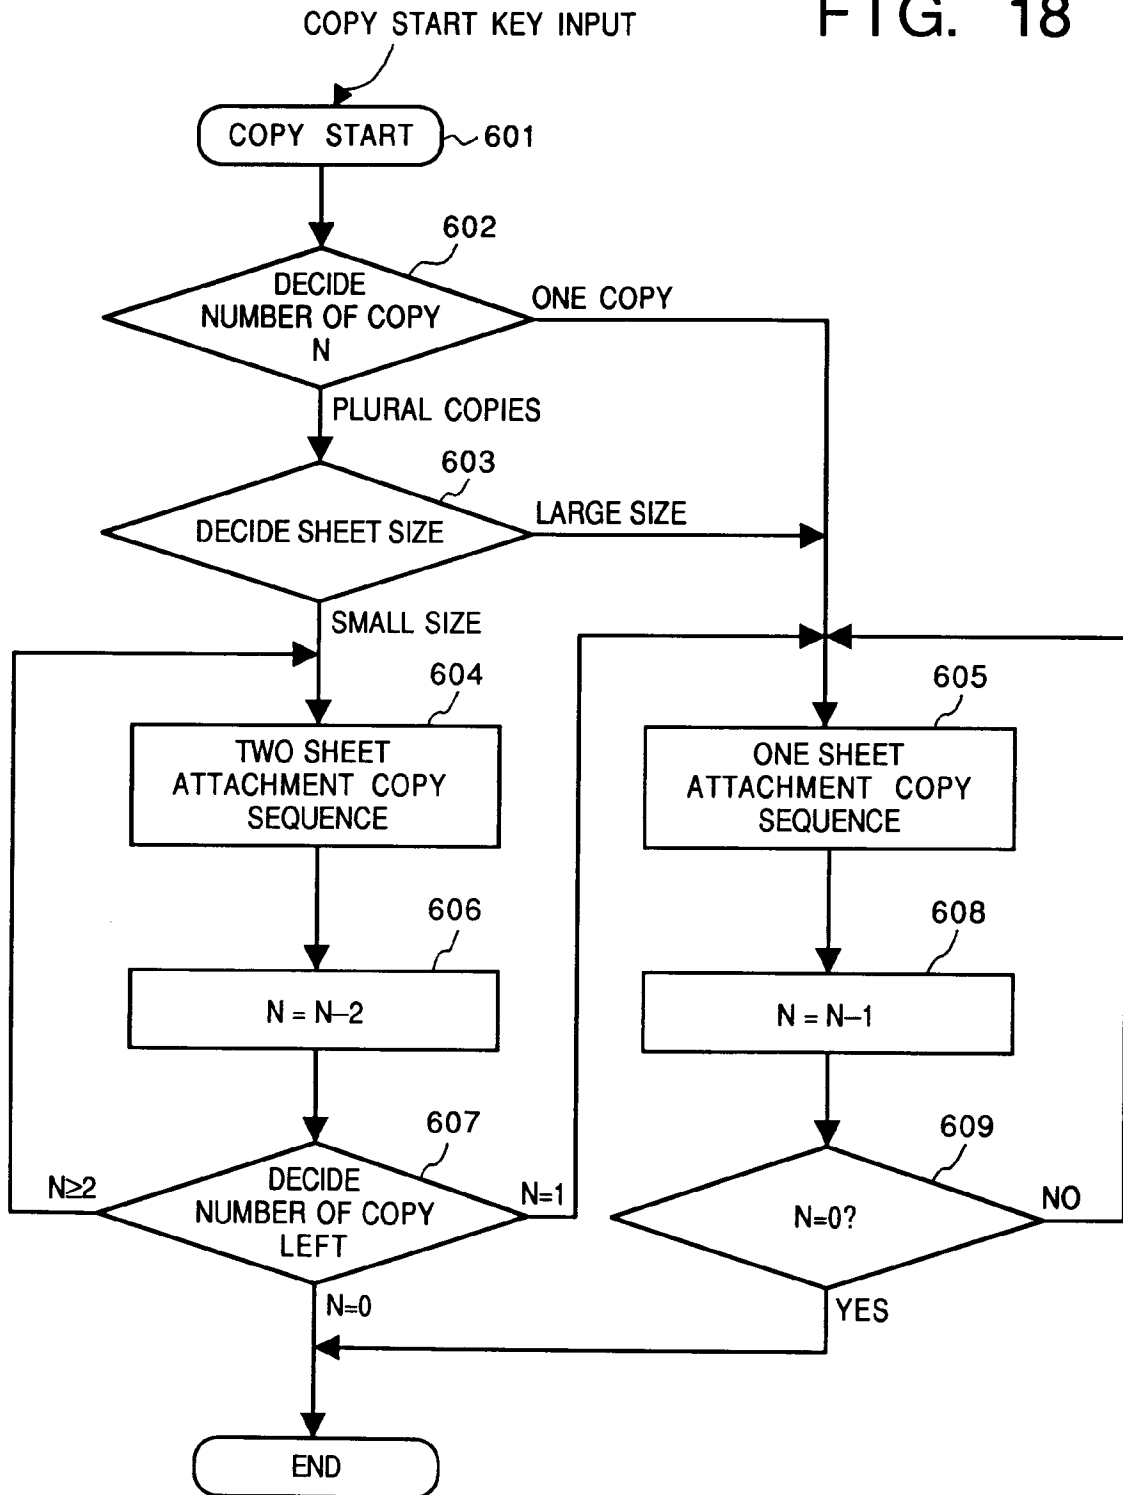 COPY START KEY INPUT
FIG. 18
COPY START
601
602
DECIDE
NUMBER OF COPY
N
ONE COPY
PLURAL COPIES
603
DECIDE SHEET SIZE
LARGE SIZE
SMALL SIZE
604
605
TWO SHEET
ATTACHMENT COPY
SEQUENCE
ONE SHEET
ATTACHMENT COPY
SEQUENCE
606
608
N = N–2
N = N–1
607
609
DECIDE
NUMBER OF COPY
LEFT
N≥2
N=1
N=0?
NO
N=0
YES
END